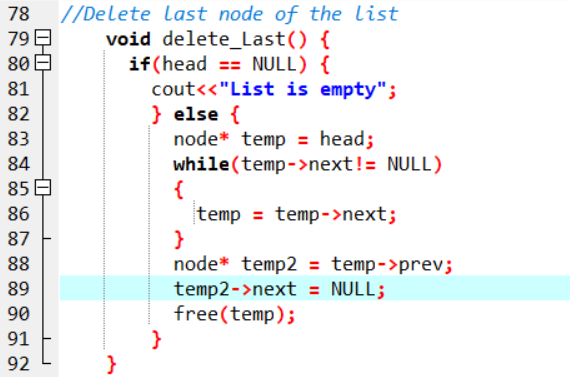 78 //Delete last node of the list
79 void delete_Last() {
80 if(head == NULL) {
81 cout<<"List is empty";
82 } else {
83 node* temp = head;
84 while(temp->next!= NULL)
85 {
86 temp = temp->next;
87 }
88 node* temp2 = temp->prev;
89 temp2->next = NULL;
90 free(temp);
91 }
92 }